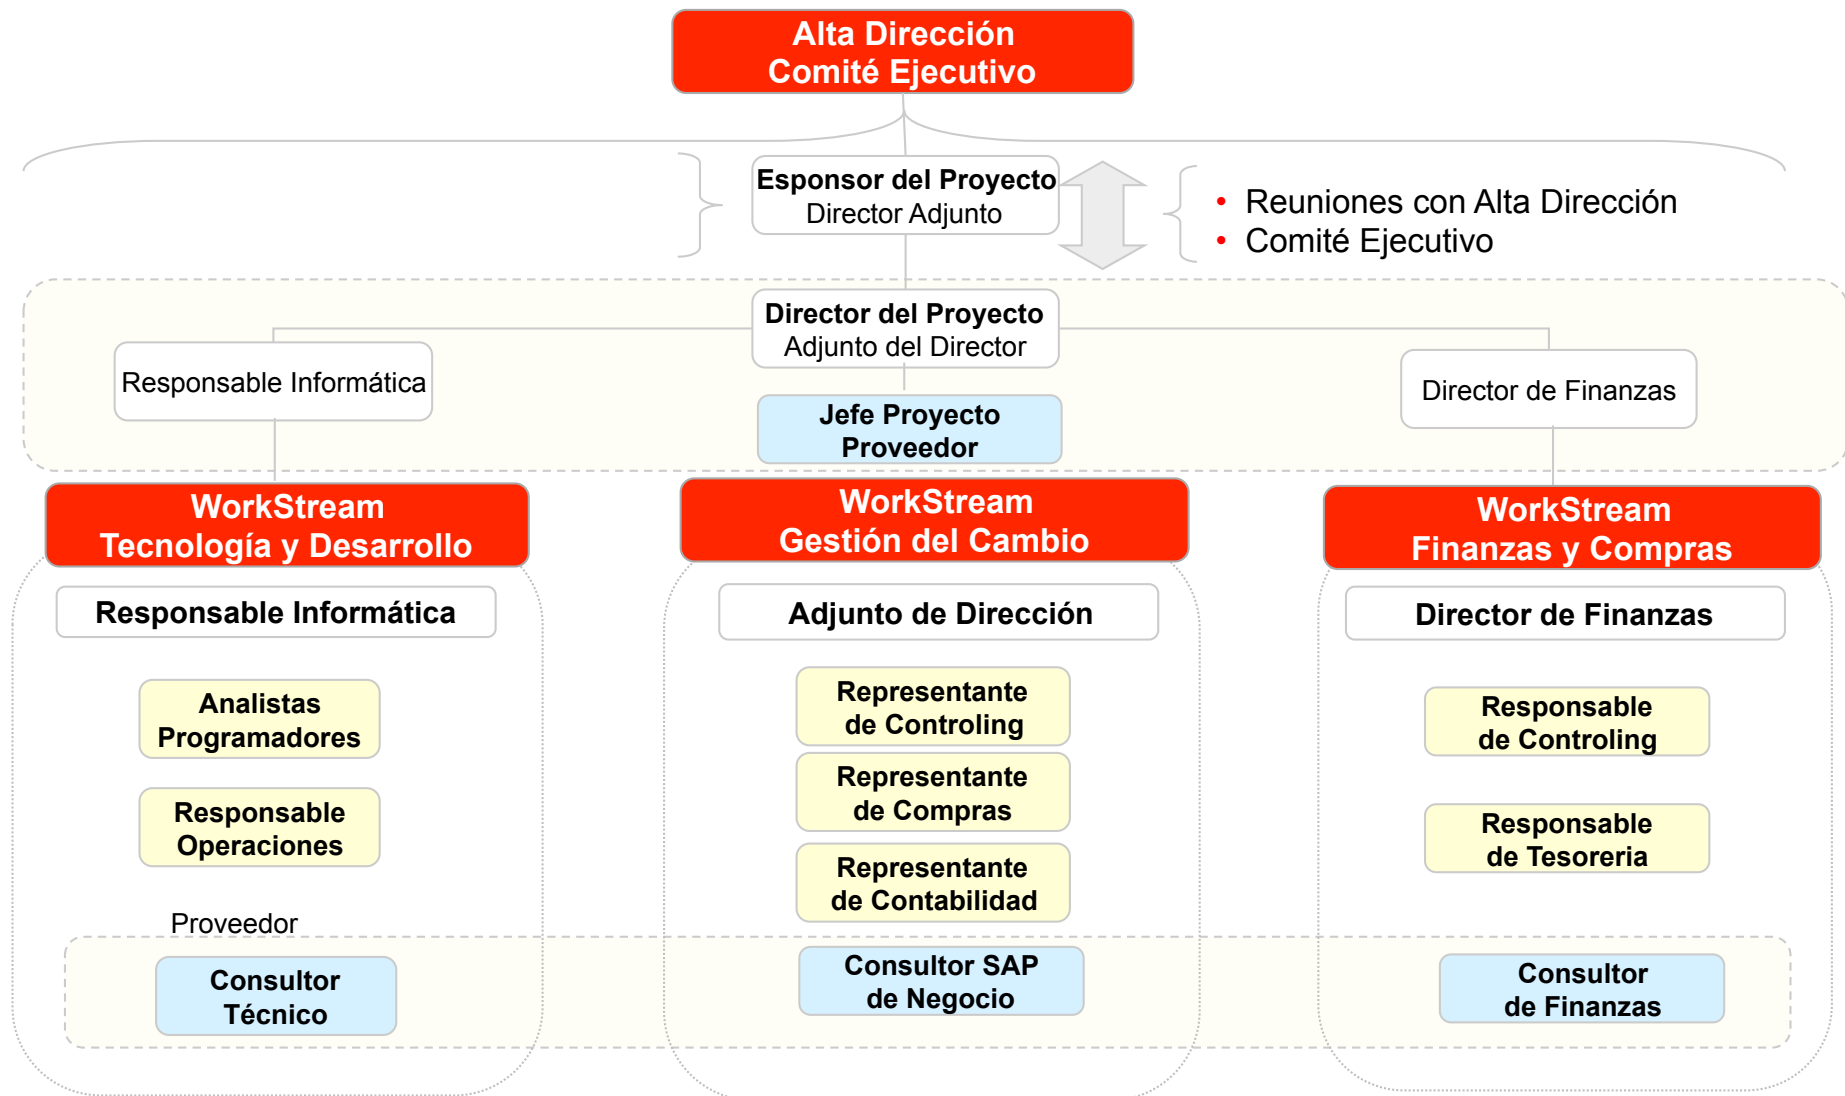 Alta Dirección
Comité Ejecutivo
Esponsor del Proyecto
Director Adjunto
• Reuniones con Alta Dirección
• Comité Ejecutivo
Director del Proyecto
Adjunto del Director
Responsable Informática
Jefe Proyecto
Proveedor
Director de Finanzas
WorkStream
Tecnología y Desarrollo
Responsable Informática
Analistas
Programadores
Responsable
Operaciones
Proveedor
Consultor
Técnico
WorkStream
Gestión del Cambio
Adjunto de Dirección
Representante
de Controling
Representante
de Compras
Representante
de Contabilidad
Consultor SAP
de Negocio
WorkStream
Finanzas y Compras
Director de Finanzas
Responsable
de Controling
Responsable
de Tesoreria
Consultor
de Finanzas